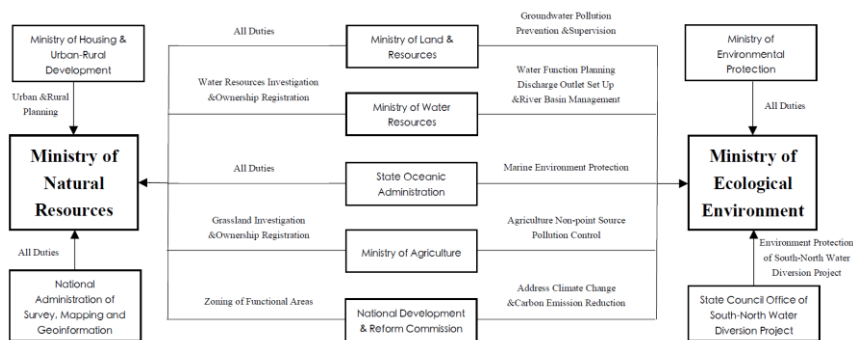 Ministry of Housing &
Urban-Rural
Development
Urban &Rural
Planning
Ministry of
Natural
Resources
All Duties
National
Administration of
Survey, Mapping and
Geoinformation
All Duties
Ministry of Land &
Resources
Groundwater Pollution
Prevention &Supervision
Water Resources Investigation
&Ownership Registration
Ministry of Water
Resources
Water Function Planning
Discharge Outlet Set Up
&River Basin Management
All Duties
State Oceanic
Administration
Marine Environment Protection
Grassland Investigation
&Ownership Registration
Ministry of Agriculture
Agriculture Non-point Source
Pollution Control
Zoning of Functional Areas
National Development
& Reform Commission
Address Climate Change
&Carbon Emission Reduction
Ministry of
Environmental
Protection
All Duties
Ministry of
Ecological
Environment
Environment Protection
of South-North Water
Diversion Project
State Council Office of
South-North Water
Diversion Project